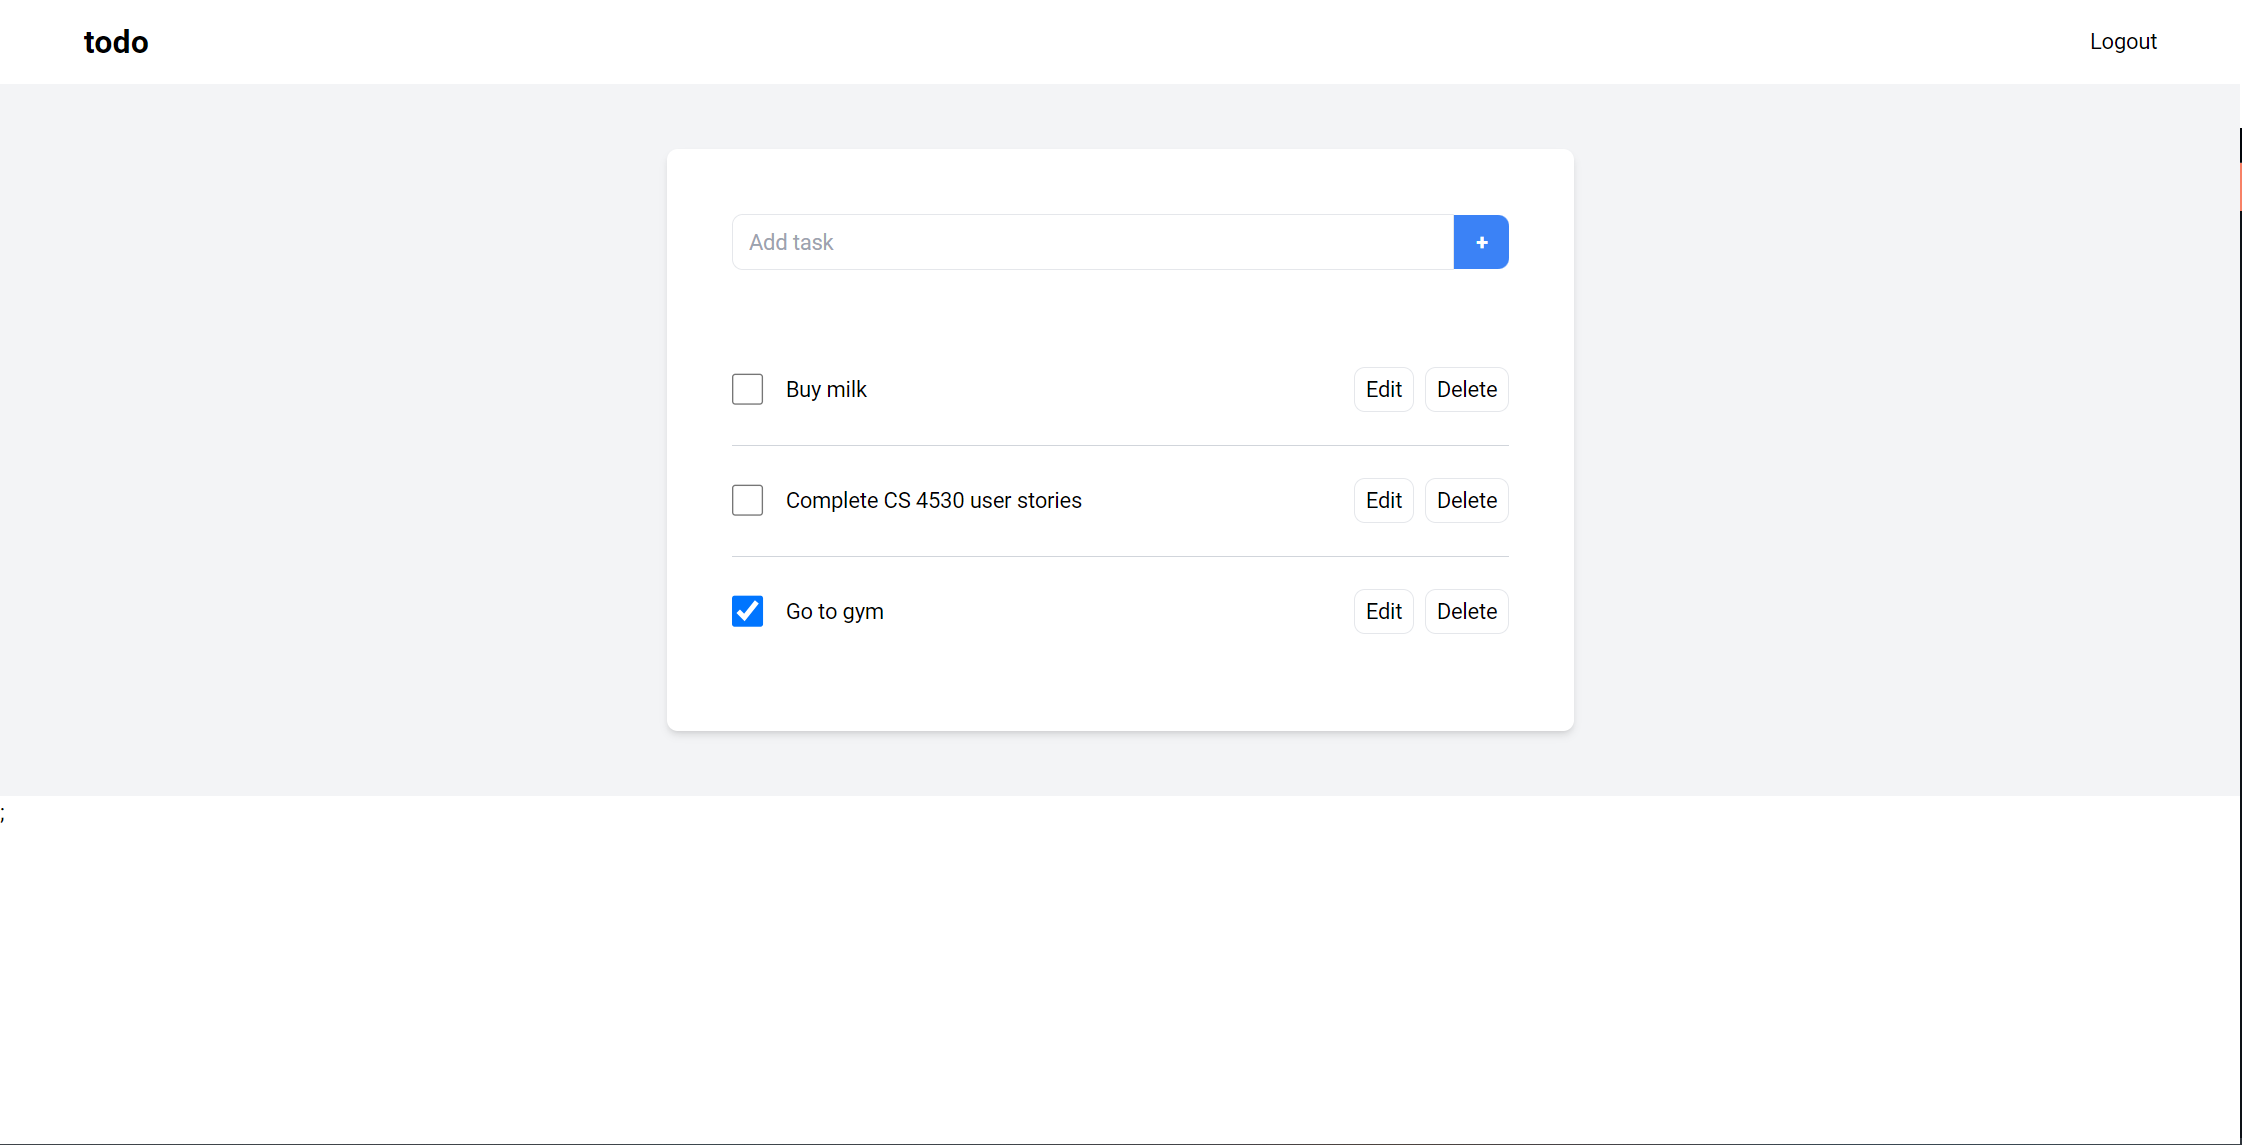 todo
Logout
Add task
+
Buy milk
Edit
Delete
Complete CS 4530 user stories
Edit
Delete
Go to gym
Edit
Delete
;